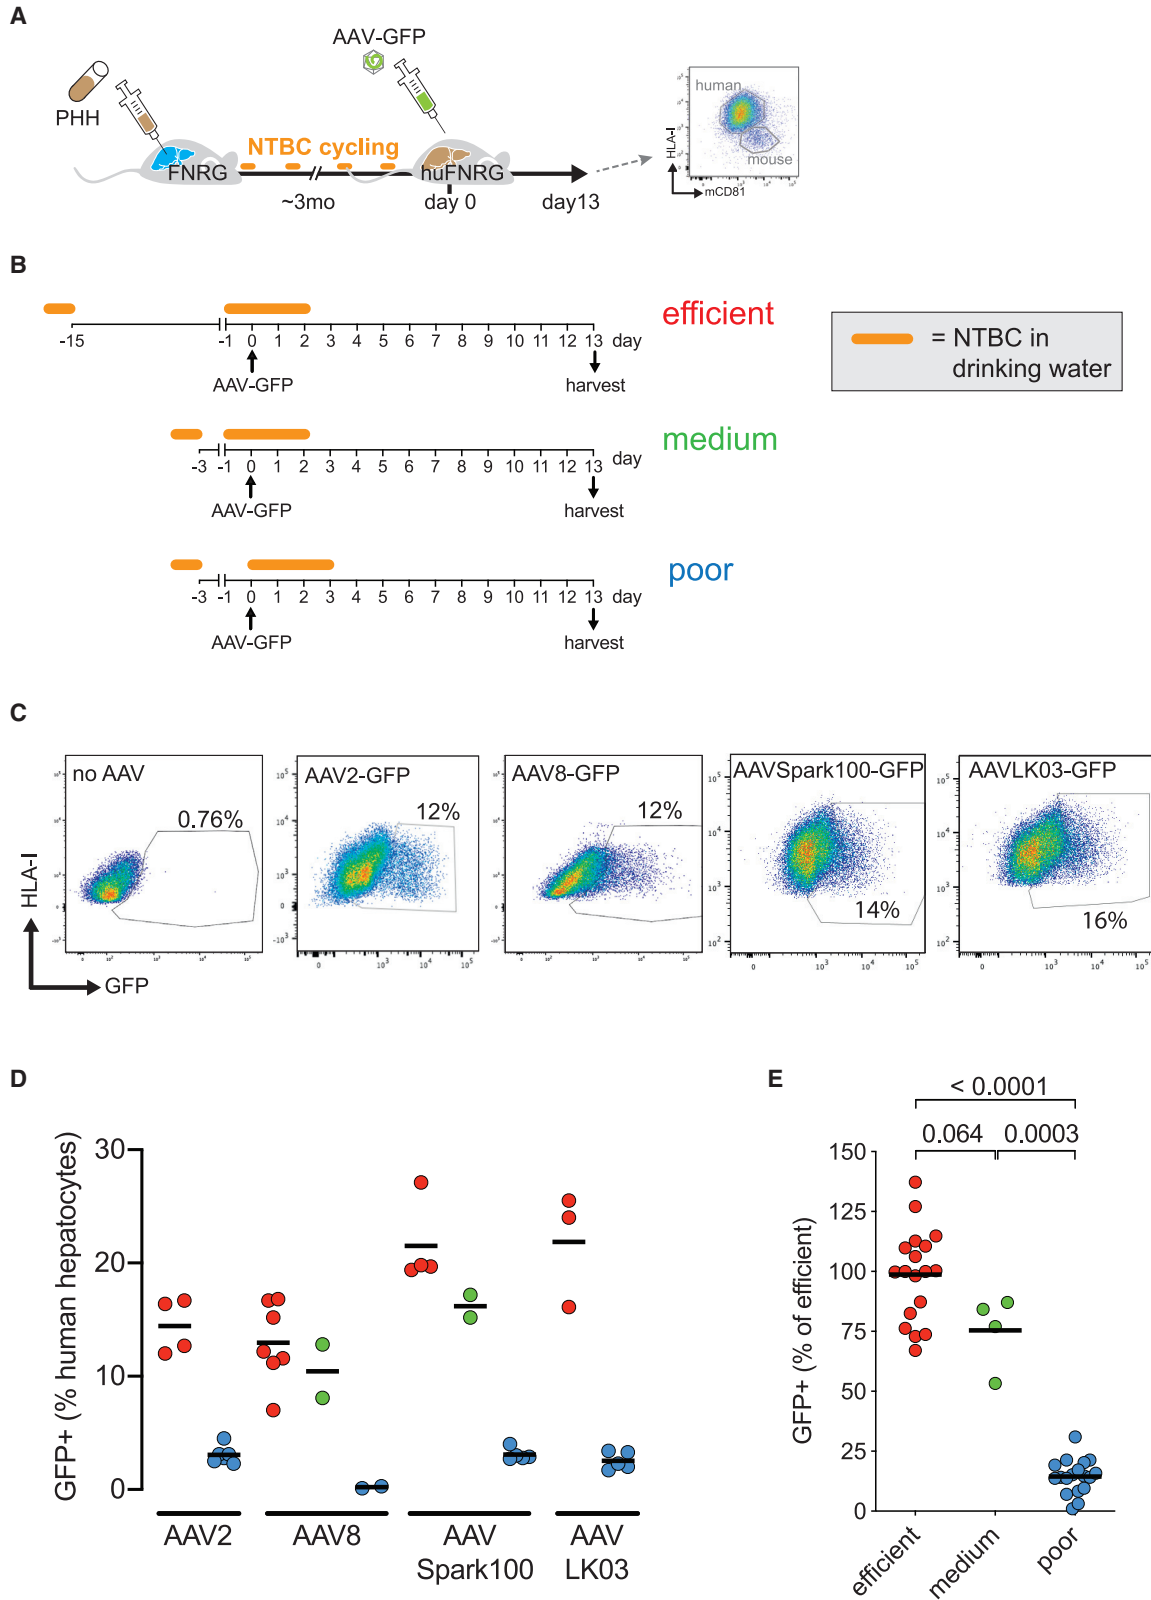 A
AAV-GFP
PHH
NTBC cycling
FNRG
huFNRG
~3mo
day 0
day13
human
mouse
HLA-I
mCD81
B
efficient
-15
-1 0 1 2 3 4 5 6 7 8 9 10 11 12 13 day
AAV-GFP
harvest
= NTBC in
drinking water
medium
-3 -1 0 1 2 3 4 5 6 7 8 9 10 11 12 13 day
AAV-GFP
harvest
poor
-3 -1 0 1 2 3 4 5 6 7 8 9 10 11 12 13 day
AAV-GFP
harvest
C
no AAV
0.76%
AAV2-GFP
12%
AAV8-GFP
12%
AAVSpark100-GFP
14%
AAVLK03-GFP
16%
HLA-I
GFP
D
GFP+ (% human hepatocytes)
30
20
10
0
AAV2
AAV8
AAV
Spark100
AAV
LK03
E
< 0.0001
0.064
0.0003
GFP+ (% of efficient)
150
125
100
75
50
25
0
efficient
medium
poor